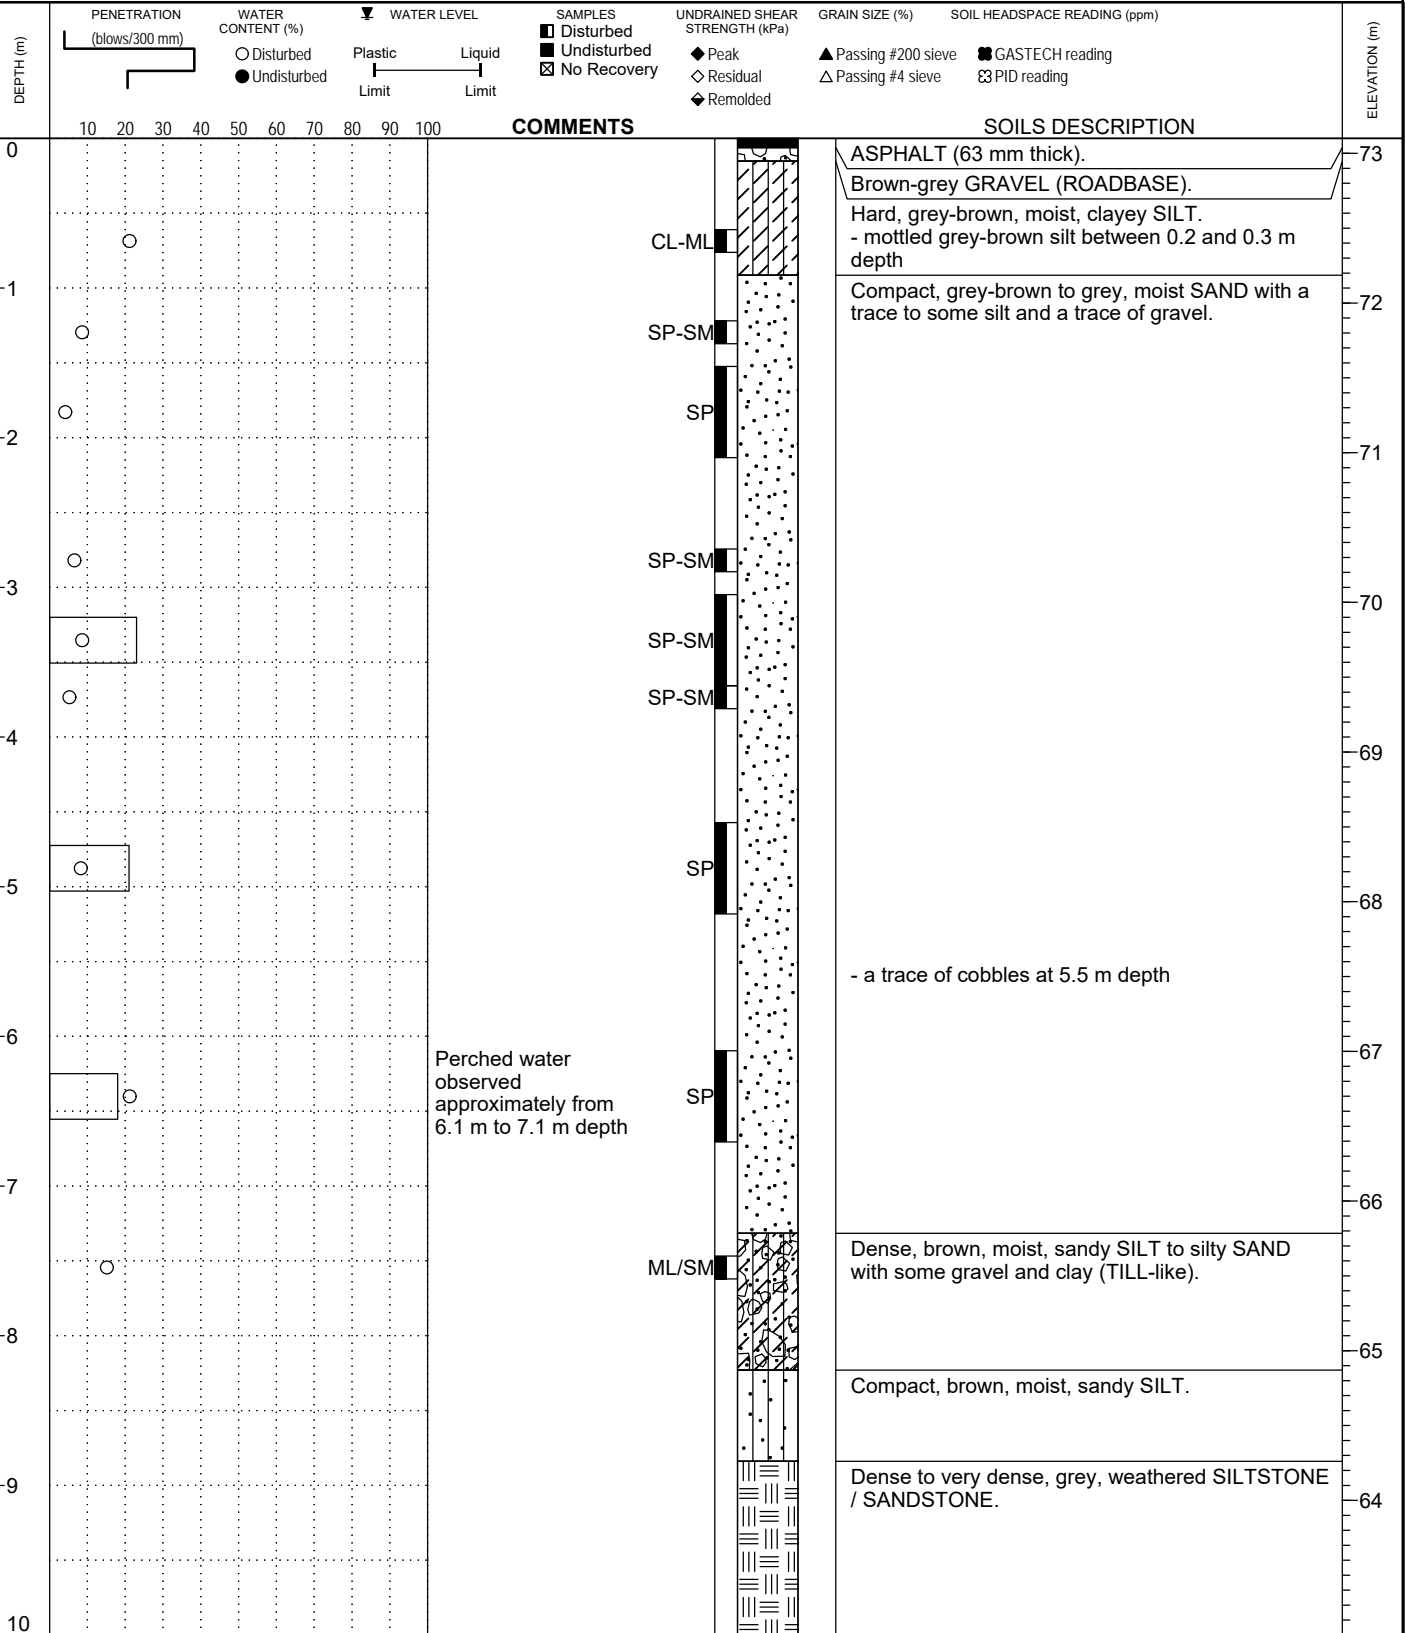 PENETRATION
(blows/300 mm)
WATER
CONTENT (%)
Disturbed
Undisturbed
WATER LEVEL
Plastic Liquid
Limit Limit
SAMPLES
Disturbed
Undisturbed
No Recovery
UNDRAINED SHEAR
STRENGTH (kPa)
Peak
Residual
Remolded
GRAIN SIZE (%)
Passing #200 sieve
Passing #4 sieve
SOIL HEADSPACE READING (ppm)
GASTECH reading
PID reading
DEPTH (m)
ELEVATION (m)
10 20 30 40 50 60 70 80 90 100
COMMENTS
SOILS DESCRIPTION
0
ASPHALT (63 mm thick).
73
Brown-grey GRAVEL (ROADBASE).
Hard, grey-brown, moist, clayey SILT.
- mottled grey-brown silt between 0.2 and 0.3 m
depth
CL-ML
1
Compact, grey-brown to grey, moist SAND with a
trace to some silt and a trace of gravel.
72
SP-SM
SP
2
71
SP-SM
3
70
SP-SM
SP-SM
4
69
SP
5
68
- a trace of cobbles at 5.5 m depth
6
67
Perched water
observed
approximately from
6.1 m to 7.1 m depth
SP
7
66
Dense, brown, moist, sandy SILT to silty SAND
with some gravel and clay (TILL-like).
ML/SM
8
65
Compact, brown, moist, sandy SILT.
9
Dense to very dense, grey, weathered SILTSTONE
/ SANDSTONE.
64
10